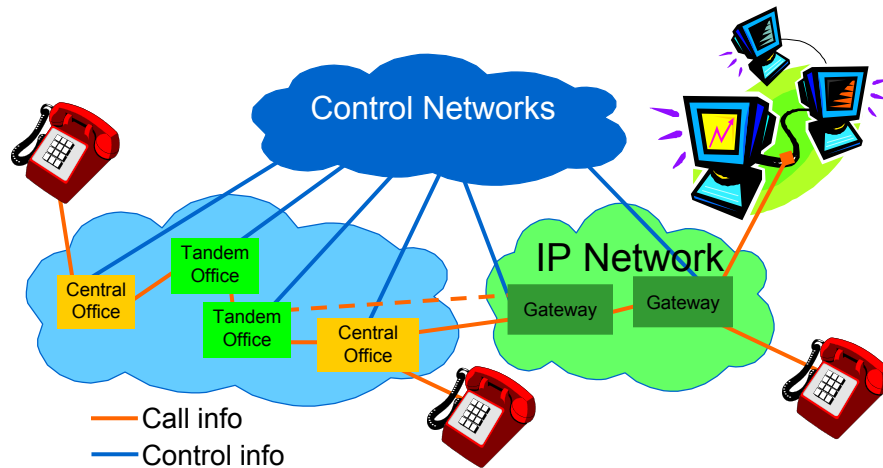 Control Networks
IP Network
Tandem
Office
Central
Office
Tandem
Office
Central
Office
Gateway
Gateway
Call info
Control info